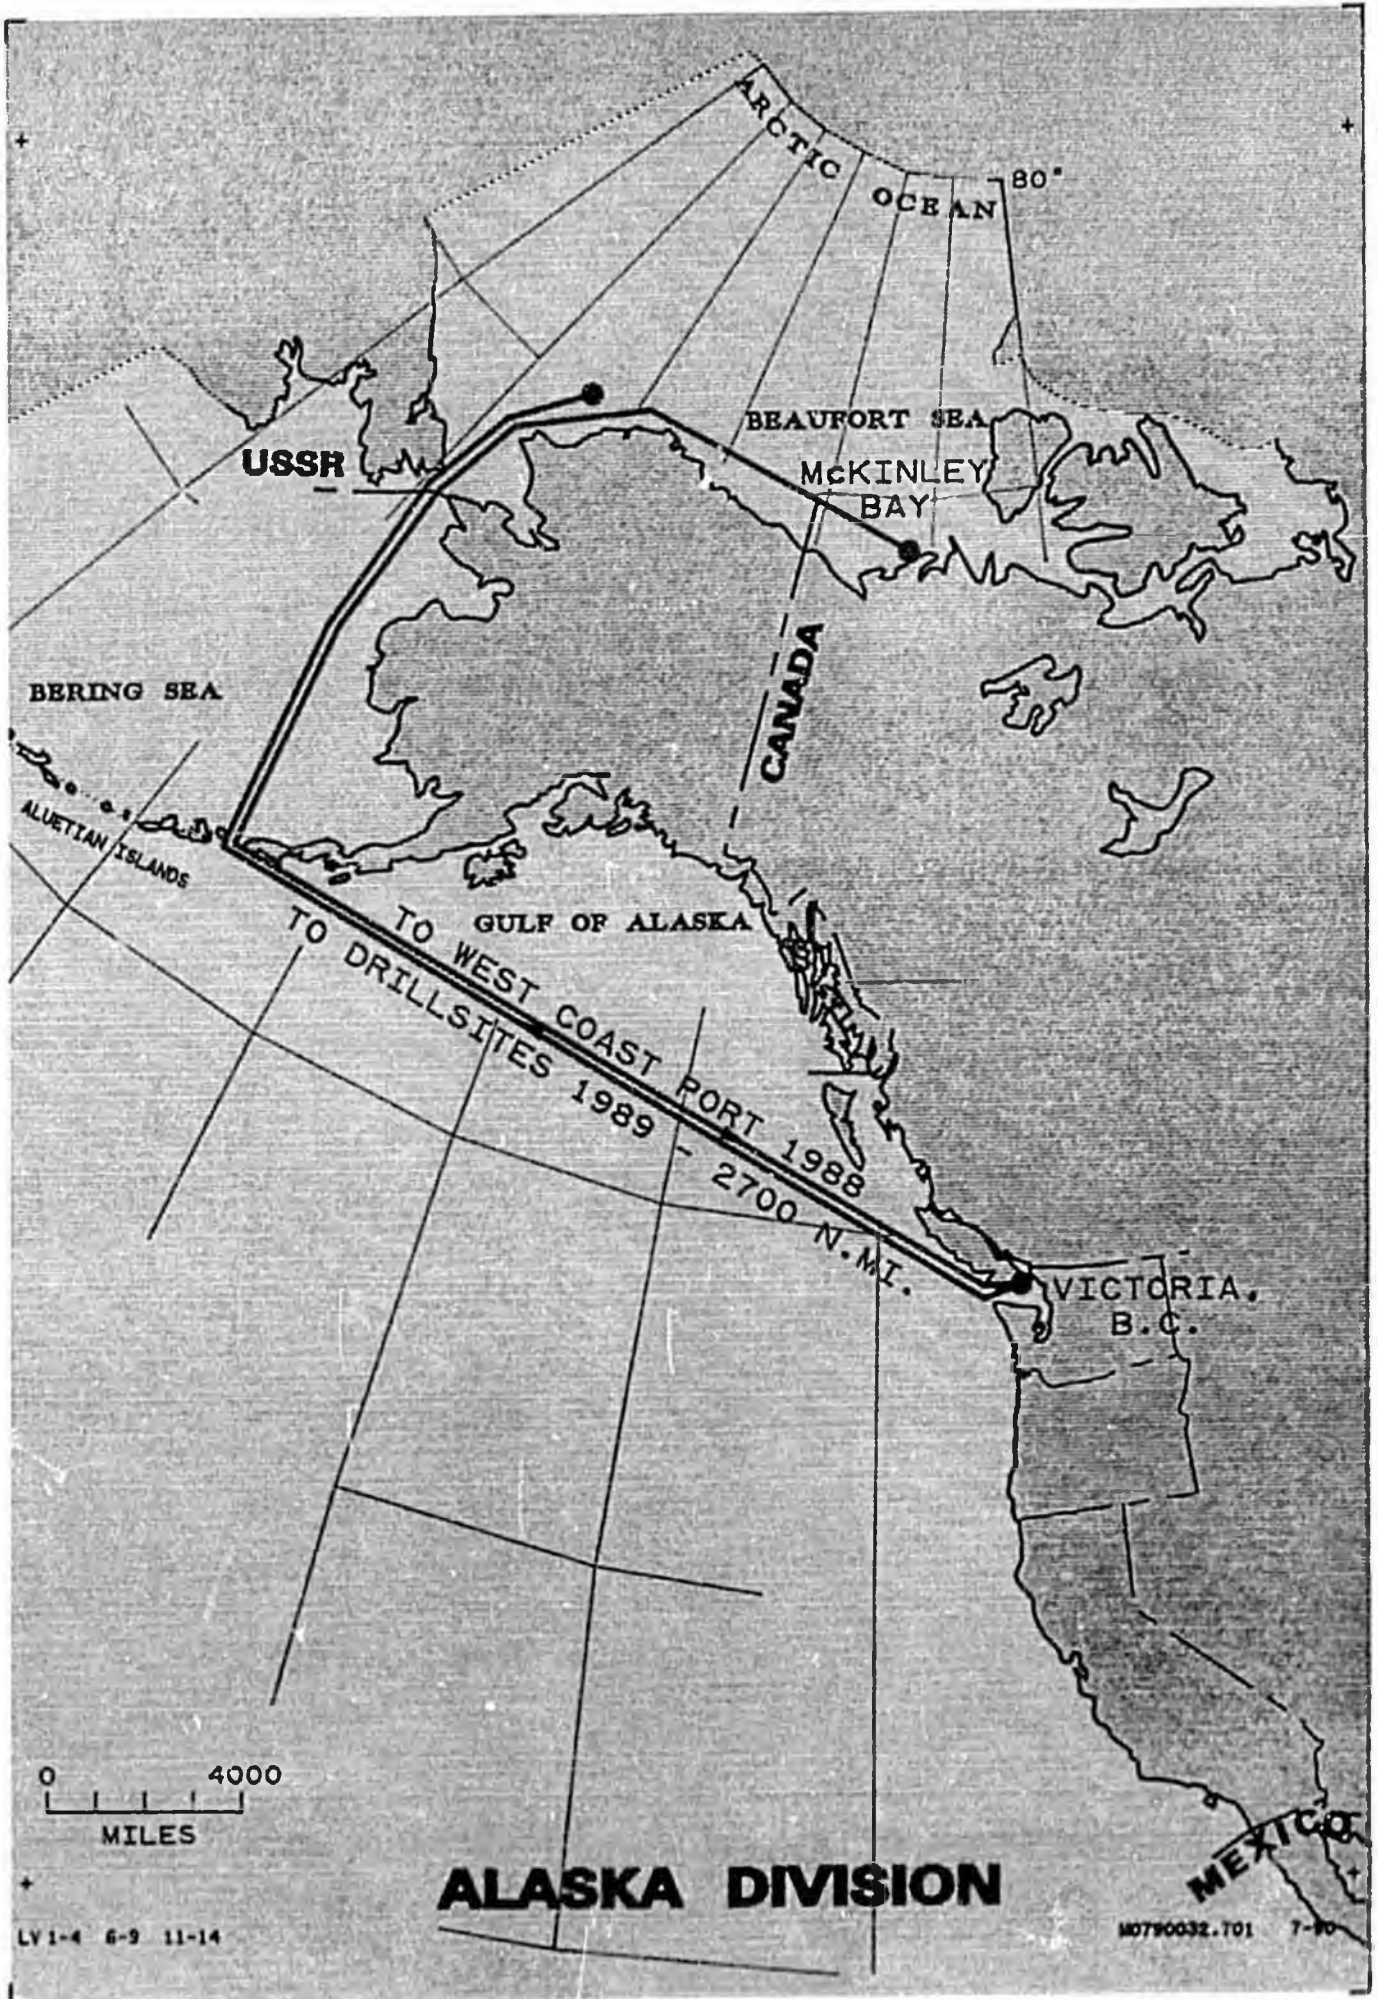 ARCTIC
OCEAN
80°
BEAUFORT SEA
USSR
McKINLEY
BAY
CANADA
BERING SEA
ALUETIAN ISLANDS
GULF OF ALASKA
TO WEST COAST PORT 1988
TO DRILLSITES 1989 - 2700 N.MI.
VICTORIA,
B.C.
0 4000
MILES
MEXICO
ALASKA DIVISION
LV 1-4 6-9 11-14
M0790032.701